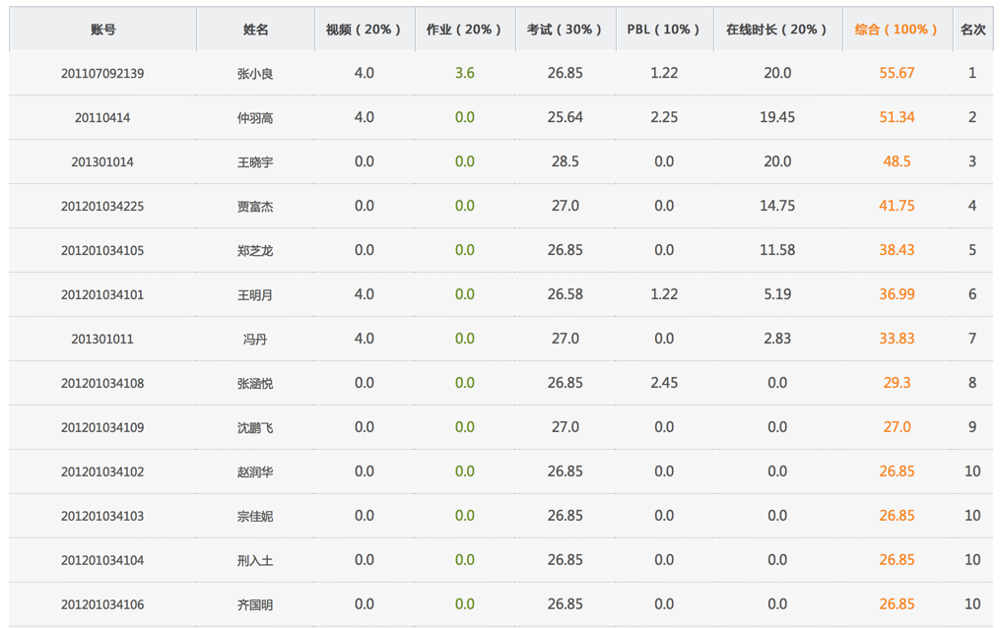 账号 姓名 视频（20%） 作业（20%） 考试（30%） PBL（10%） 在线时长（20%） 综合（100%） 名次
201107092139 张小良 4.0 3.6 26.85 1.22 20.0 55.67 1
20110414 仲羽高 4.0 0.0 25.64 2.25 19.45 51.34 2
201301014 王晓宇 0.0 0.0 28.5 0.0 20.0 48.5 3
201201034225 贾富杰 0.0 0.0 27.0 0.0 14.75 41.75 4
201201034105 郑芝龙 0.0 0.0 26.85 0.0 11.58 38.43 5
201201034101 王明月 4.0 0.0 26.58 1.22 5.19 36.99 6
201301011 冯丹 4.0 0.0 27.0 0.0 2.83 33.83 7
201201034108 张涵悦 0.0 0.0 26.85 2.45 0.0 29.3 8
201201034109 沈鹏飞 0.0 0.0 27.0 0.0 0.0 27.0 9
201201034102 赵润华 0.0 0.0 26.85 0.0 0.0 26.85 10
201201034103 宗佳妮 0.0 0.0 26.85 0.0 0.0 26.85 10
201201034104 刑入土 0.0 0.0 26.85 0.0 0.0 26.85 10
201201034106 齐国明 0.0 0.0 26.85 0.0 0.0 26.85 10